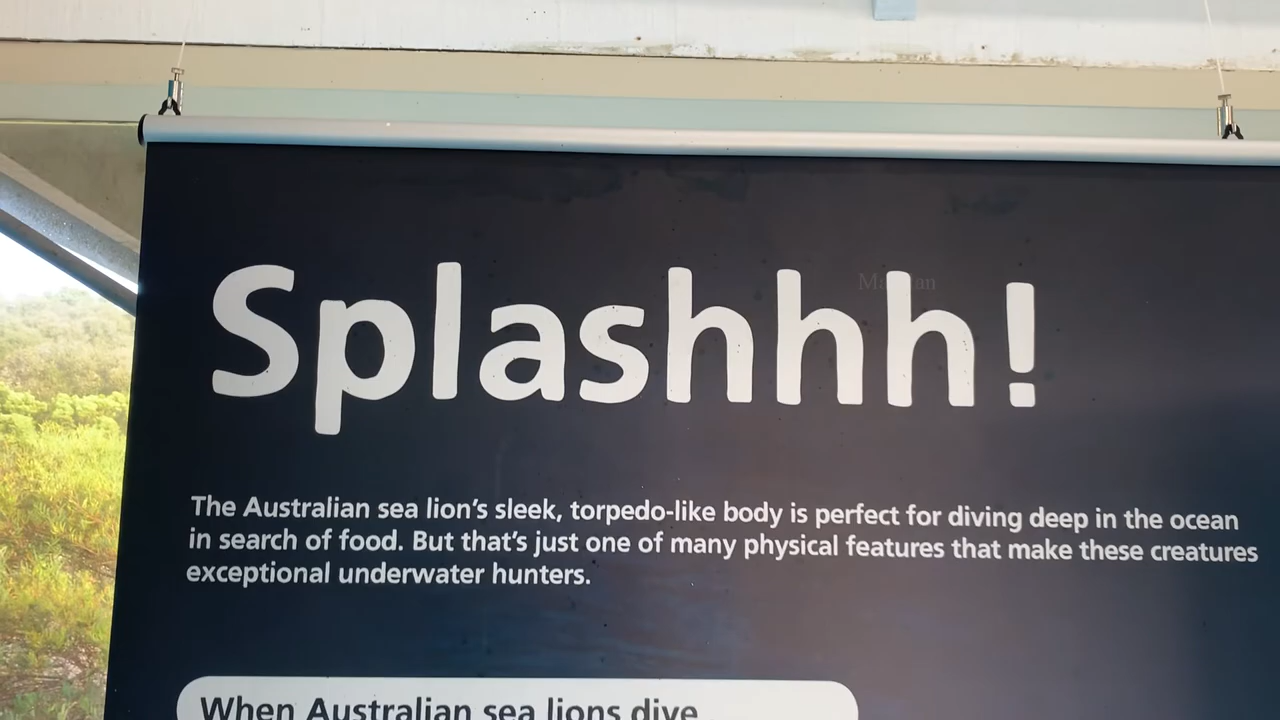 Splashhh!
The Australian sea lion's sleek, torpedo-like body is perfect for diving deep in the ocean
in search of food. But that's just one of many physical features that make these creatures
exceptional underwater hunters.
When Australian sea lions dive